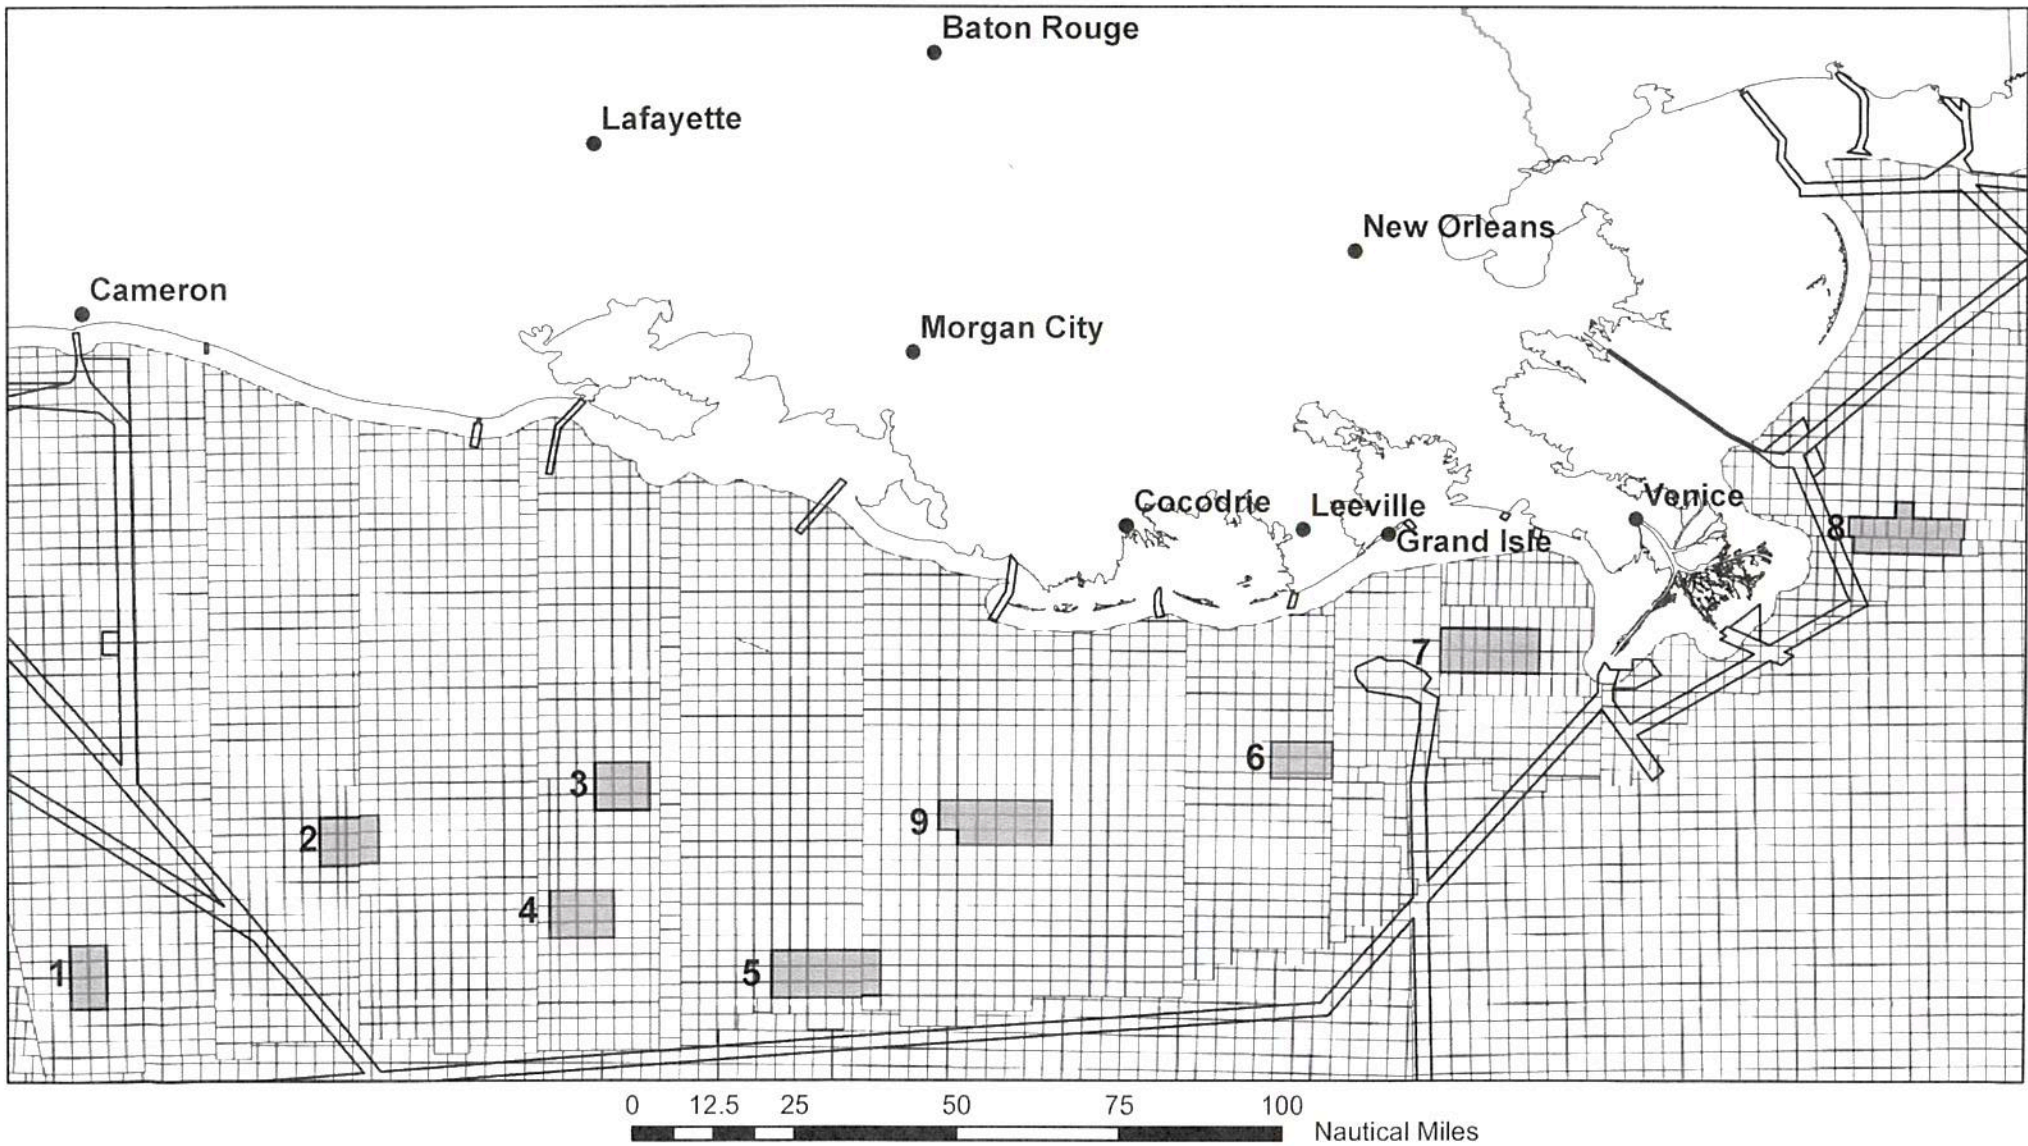 Baton Rouge
Lafayette
New Orleans
Cameron
Morgan City
Cocodrie
Leeville
Venice
Grand Isle
8
7
6
3
9
2
4
5
1
0 12.5 25 50 75 100
Nautical Miles